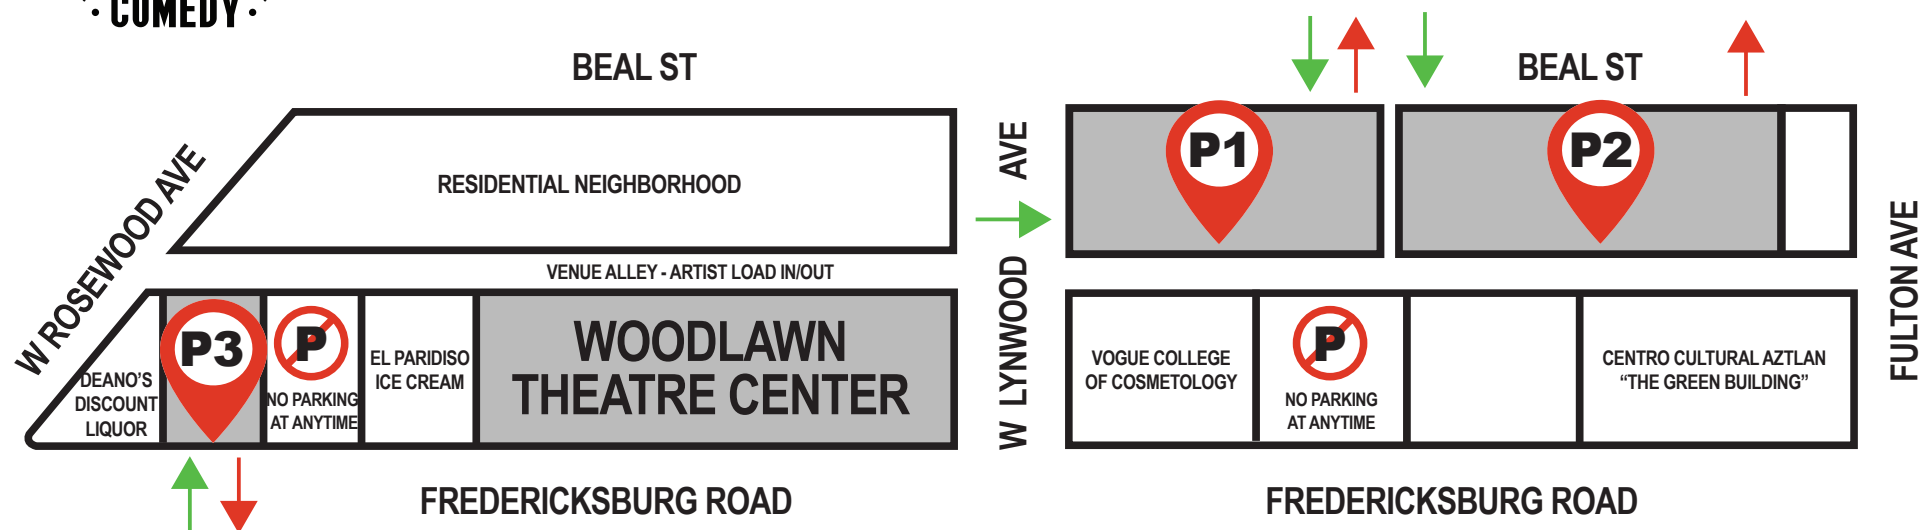 COMEDY
BEAL ST
BEAL ST
W ROSEWOOD AVE
RESIDENTIAL NEIGHBORHOOD
W LYNWOOD AVE
P1
P2
FULTON AVE
VENUE ALLEY - ARTIST LOAD IN/OUT
DEANO'S
DISCOUNT
LIQUOR
P3
P
NO PARKING
AT ANYTIME
EL PARIDISO
ICE CREAM
WOODLAWN
THEATRE CENTER
VOGUE COLLEGE
OF COSMETOLOGY
P
NO PARKING
AT ANYTIME
CENTRO CULTURAL AZTLAN
“THE GREEN BUILDING”
FREDERICKSBURG ROAD
FREDERICKSBURG ROAD